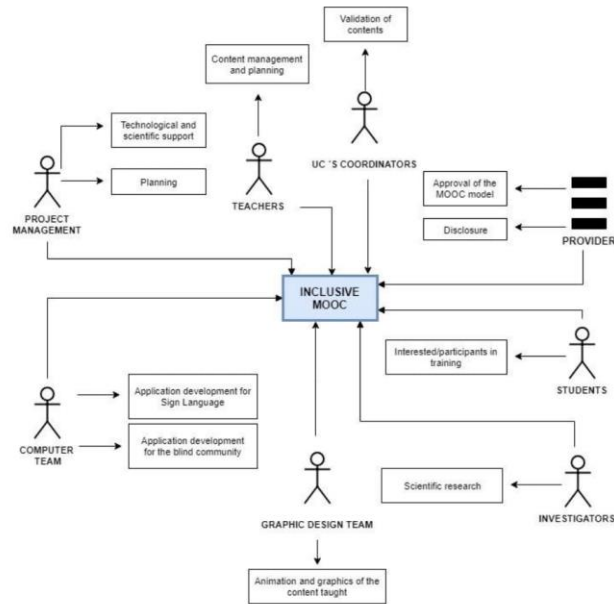 Validation of
contents
Content management
and planning
Technological and
scientific support
Planning
PROJECT
MANAGEMENT
TEACHERS
UC ´S COORDINATORS
Approval of the
MOOC model
Disclosure
PROVIDER
INCLUSIVE
MOOC
Interested/participants in
training
STUDENTS
Application development for
Sign Language
Application development
for the blind community
COMPUTER
TEAM
Scientific research
INVESTIGATORS
GRAPHIC DESIGN TEAM
Animation and graphics of the
content taught